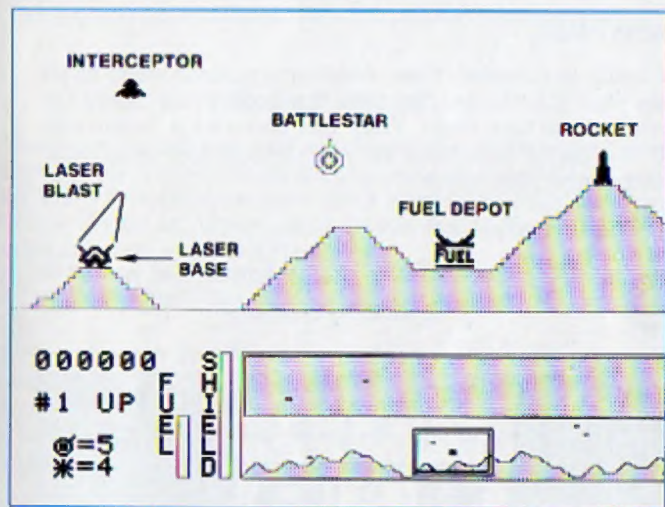 INTERCEPTOR
BATTLESTAR
ROCKET
LASER
BLAST
FUEL DEPOT
LASER
BASE
FUEL
000000
#1 UP
=5
=4
FUEL
SHIELD